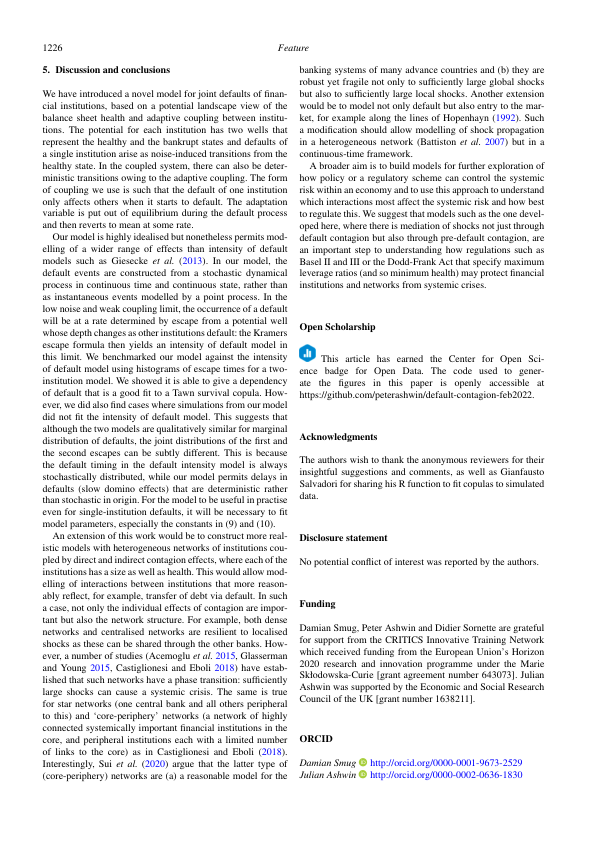 1226
Feature
5. Discussion and conclusions
We have introduced a novel model for joint defaults of finan-
cial institutions, based on a potential landscape view of the
balance sheet health and adaptive coupling between institu-
tions. The potential for each institution has two wells that
represent the healthy and the bankrupt states and defaults of
a single institution arise as noise-induced transitions from the
healthy state. In the coupled system, there can also be deter-
ministic transitions owing to the adaptive coupling. The form
of coupling we use is such that the default of one institution
only affects others when it starts to default. The adaptation
variable is put out of equilibrium during the default process
and then reverts to mean at some rate.
Our model is highly idealised but nonetheless permits mod-
elling of a wider range of effects than intensity of default
models such as Giesecke et al. (2013). In our model, the
default events are constructed from a stochastic dynamical
process in continuous time and continuous state, rather than
as instantaneous events modelled by a point process. In the
low noise and weak coupling limit, the occurrence of a default
will be at a rate determined by escape from a potential well
whose depth changes as other institutions default: the Kramers
escape formula then yields an intensity of default model in
this limit. We benchmarked our model against the intensity
of default model using histograms of escape times for a two-
institution model. We showed it is able to give a dependency
of default that is a good fit to a Tawn survival copula. How-
ever, we did also find cases where simulations from our model
did not fit the intensity of default model. This suggests that
although the two models are qualitatively similar for marginal
distribution of defaults, the joint distributions of the first and
the second escapes can be subtly different. This is because
the default timing in the default intensity model is always
stochastically distributed, while our model permits delays in
defaults (slow domino effects) that are deterministic rather
than stochastic in origin. For the model to be useful in practise
even for single-institution defaults, it will be necessary to fit
model parameters, especially the constants in (9) and (10).
An extension of this work would be to construct more real-
istic models with heterogeneous networks of institutions cou-
pled by direct and indirect contagion effects, where each of the
institutions has a size as well as health. This would allow mod-
elling of interactions between institutions that more reason-
ably reflect, for example, transfer of debt via default. In such
a case, not only the individual effects of contagion are impor-
tant but also the network structure. For example, both dense
networks and centralised networks are resilient to localised
shocks as these can be shared through the other banks. How-
ever, a number of studies (Acemoglu et al. 2015, Glasserman
and Young 2015, Castiglionesi and Eboli 2018) have estab-
lished that such networks have a phase transition: sufficiently
large shocks can cause a systemic crisis. The same is true
for star networks (one central bank and all others peripheral
to this) and ‘core-periphery’ networks (a network of highly
connected systemically important financial institutions in the
core, and peripheral institutions each with a limited number
of links to the core) as in Castiglionesi and Eboli (2018).
Interestingly, Sui et al. (2020) argue that the latter type of
(core-periphery) networks are (a) a reasonable model for the
banking systems of many advance countries and (b) they are
robust yet fragile not only to sufficiently large global shocks
but also to sufficiently large local shocks. Another extension
would be to model not only default but also entry to the mar-
ket, for example along the lines of Hopenhayn (1992). Such
a modification should allow modelling of shock propagation
in a heterogeneous network (Battiston et al. 2007) but in a
continuous-time framework.
A broader aim is to build models for further exploration of
how policy or a regulatory scheme can control the systemic
risk within an economy and to use this approach to understand
which interactions most affect the systemic risk and how best
to regulate this. We suggest that models such as the one devel-
oped here, where there is mediation of shocks not just through
default contagion but also through pre-default contagion, are
an important step to understanding how regulations such as
Basel II and III or the Dodd-Frank Act that specify maximum
leverage ratios (and so minimum health) may protect financial
institutions and networks from systemic crises.
Open Scholarship
This article has earned the Center for Open Sci-
ence badge for Open Data. The code used to gener-
ate the figures in this paper is openly accessible at
https://github.com/peterashwin/default-contagion-feb2022.
Acknowledgments
The authors wish to thank the anonymous reviewers for their
insightful suggestions and comments, as well as Gianfausto
Salvadori for sharing his R function to fit copulas to simulated
data.
Disclosure statement
No potential conflict of interest was reported by the authors.
Funding
Damian Smug, Peter Ashwin and Didier Sornette are grateful
for support from the CRITICS Innovative Training Network
which received funding from the European Union’s Horizon
2020 research and innovation programme under the Marie
Skłodowska-Curie [grant agreement number 643073]. Julian
Ashwin was supported by the Economic and Social Research
Council of the UK [grant number 1638211].
ORCID
Damian Smug http://orcid.org/0000-0001-9673-2529
Julian Ashwin http://orcid.org/0000-0002-0636-1830